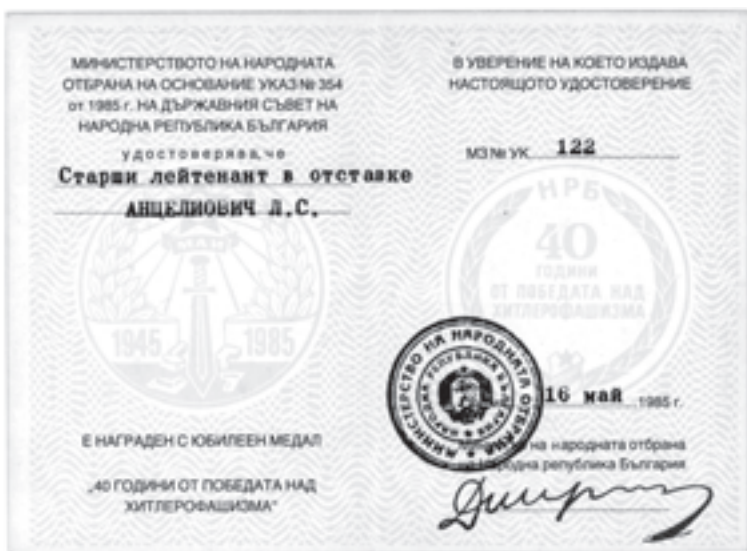 МИНИСТЕРСТВОТО НА НАРОДНАТА
ОТБРАНА НА ОСНОВАНИЕ УКАЗ № 354
от 1985 г. НА ДЪРЖАВНИЯ СЪВЕТ НА
НАРОДНА РЕПУБЛИКА БЪЛГАРИЯ
удостоверява, че
Старши лейтенант в отставке
АНЦЕЛИОВИЧ Л.С.
1945 1985
Е НАГРАДЕН С ЮБИЛЕЕН МЕДАЛ
„40 ГОДИНИ ОТ ПОБЕДАТА НАД
ХИТЛЕРОФАШИЗМА"
В УВЕРЕНИЕ НА КОЕТО ИЗДАВА
НАСТОЯЩОТО УДОСТОВЕРЕНИЕ
МЗ № УК 122
НРБ
40
ГОДИНИ
ОТ ПОБЕДАТА НАД
ХИТЛЕРОФАШИЗМА
МИНИСТЕРСТВО НА НАРОДНАТА ОТБРАНА
НАРОДНА РЕПУБЛИКА БЪЛГАРИЯ
16 май 1985 г.
на народната отбрана
Народна република България